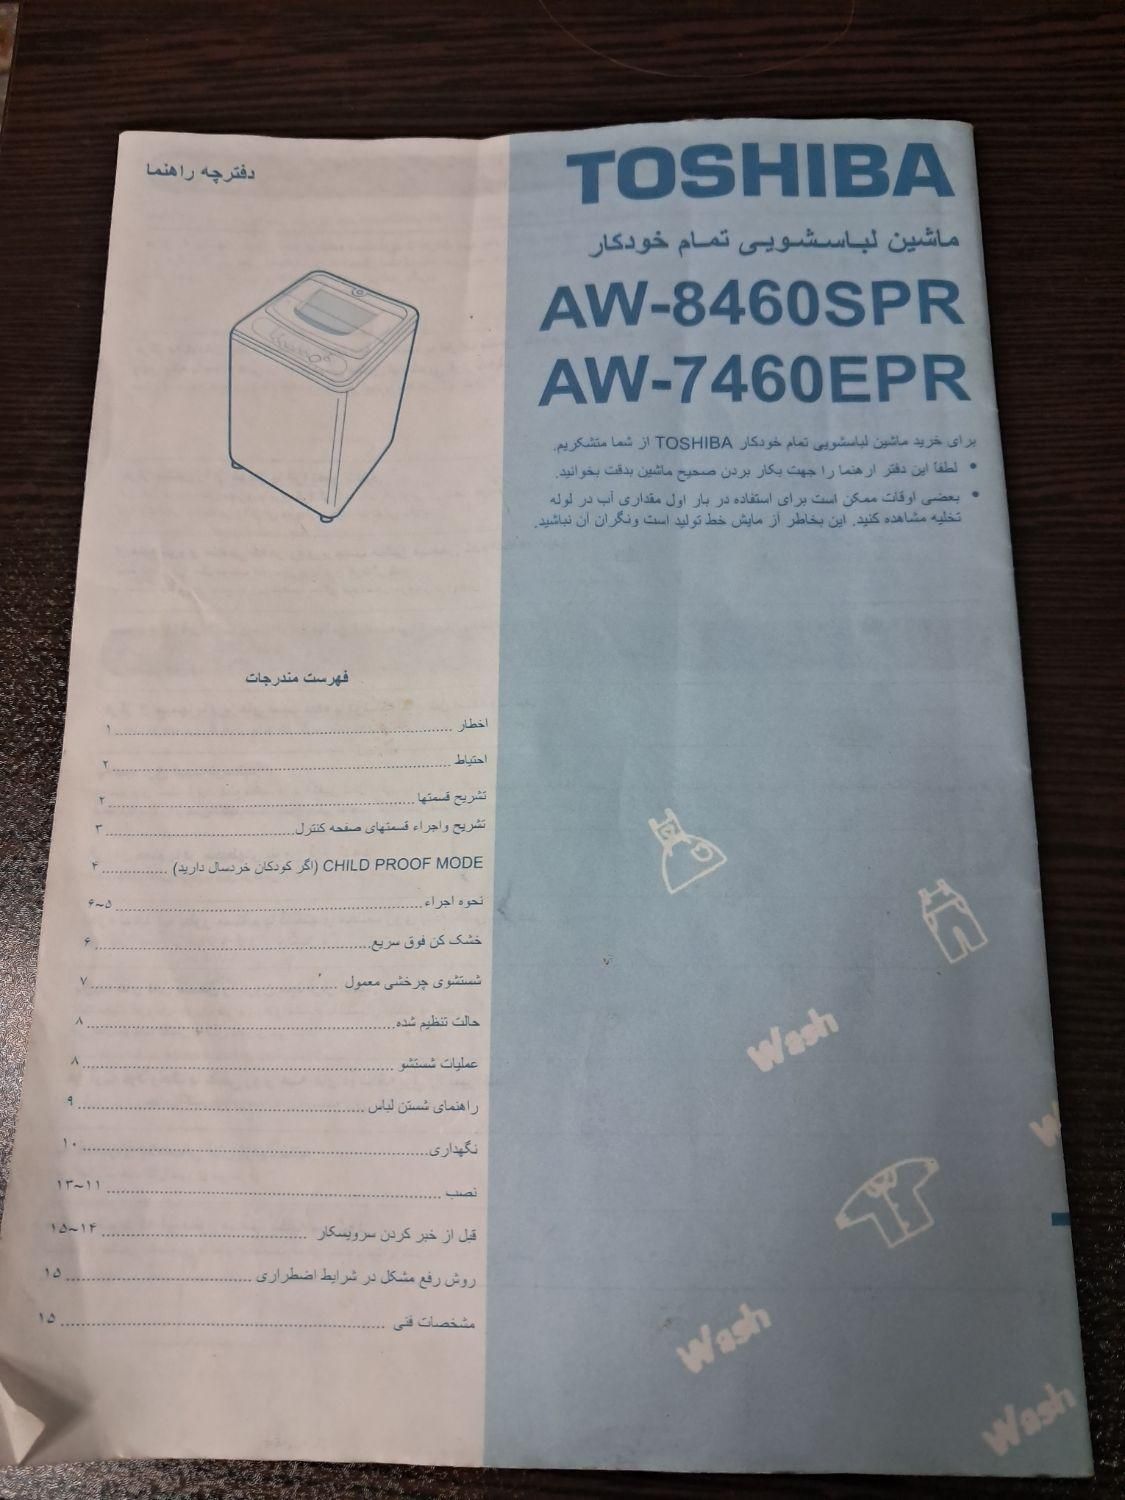 TOSHIBA
ماشین لباسشویی تمام خودکار
AW-8460SPR
AW-7460EPR
برای خرید ماشین لباسشویی تمام خودکار TOSHIBA از شما متشکریم.
• لطفاً این دفتر ارهنما را جهت بکار بردن صحیح ماشین بدقت بخوانید.
• بعضی اوقات ممکن است برای استفاده در بار اول مقداری آب در لوله
تخلیه مشاهده کنید. این بخاطر آز مایش خط تولید است ونگران آن نباشید.
دفترچه راهنما
فهرست مندرجات
اخطار ........ ۱
احتیاط ........ ۲
تشریح قسمتها ........ ۲
تشریح واجراء قسمتهای صفحه کنترل ........ ۳
CHILD PROOF MODE (اگر کودکان خردسال دارید) ........ ۴
نحوه اجراء ........ ۵~۶
خشک کن فوق سریع ........ ۶
شستشوی چرخشی معمول ........ ۷
حالت تنظیم شده ........ ۸
عملیات شستشو ........ ۸
راهنمای شستن لباس ........ ۹
نگهداری ........ ۱۰
نصب ........ ۱۱~۱۳
قبل از خبر کردن سرویسکار ........ ۱۴~۱۵
روش رفع مشکل در شرایط اضطراری ........ ۱۵
مشخصات فنی ........ ۱۵
Wash
W
Wash
Wash